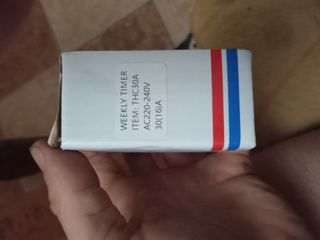 WEEKLY TIMER
ITEM: THC30A
AC220-240V
30(16)A